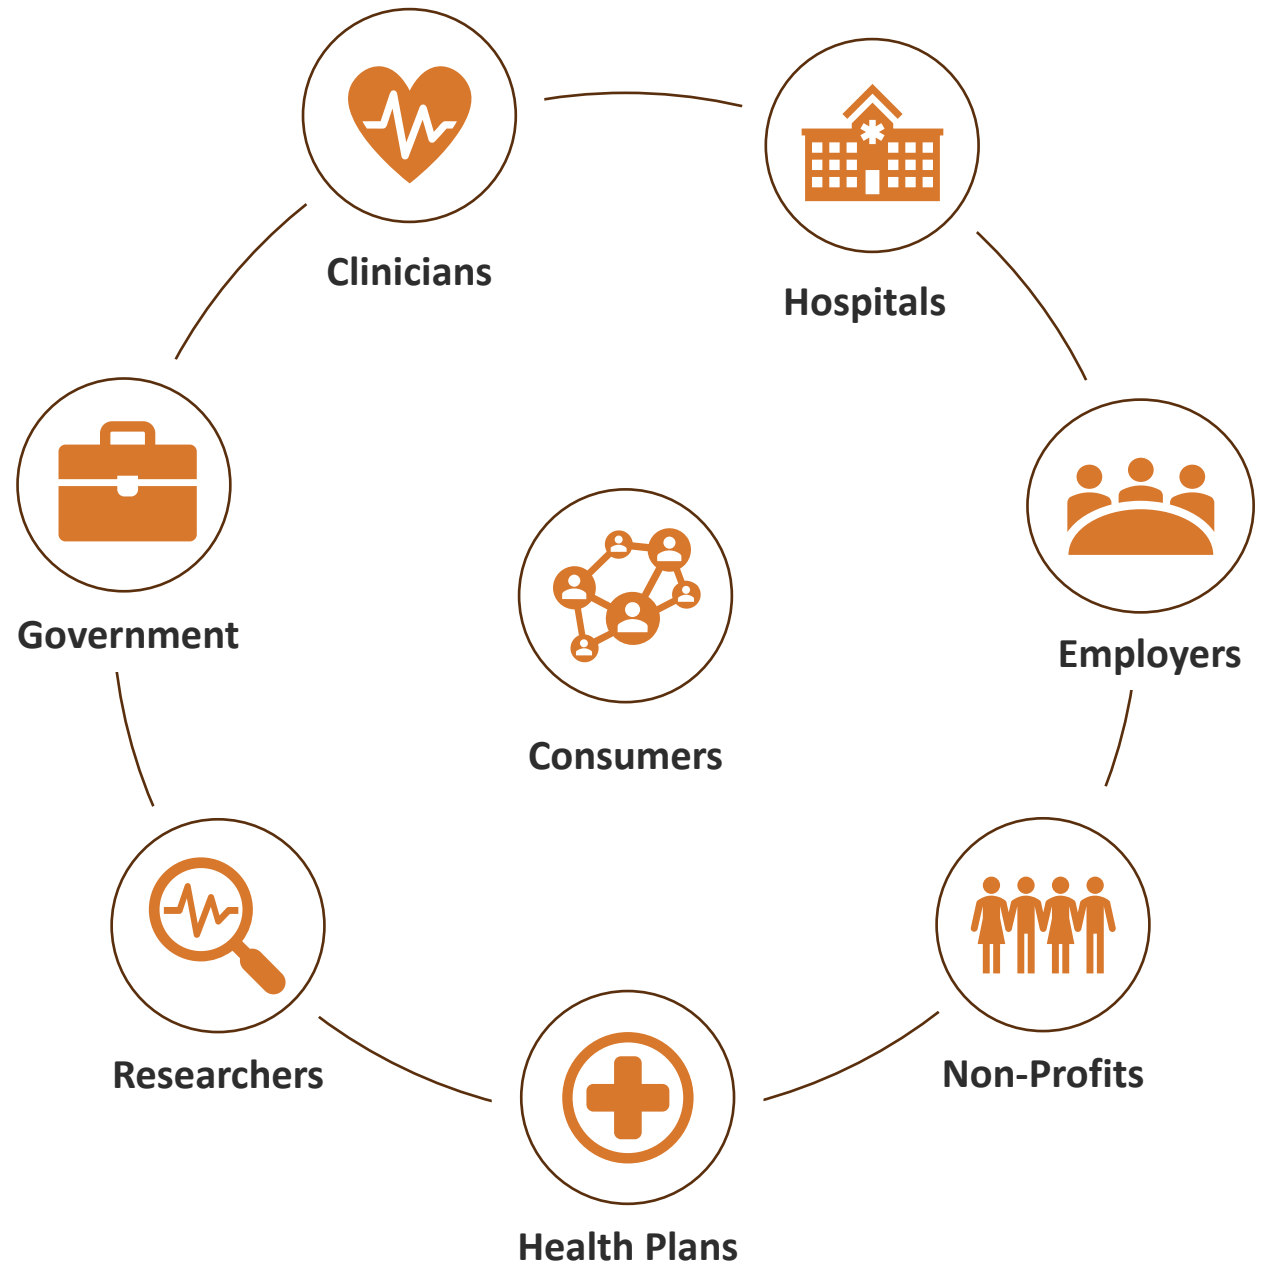 Clinicians
Hospitals
Government
Employers
Consumers
Researchers
Non-Profits
Health Plans